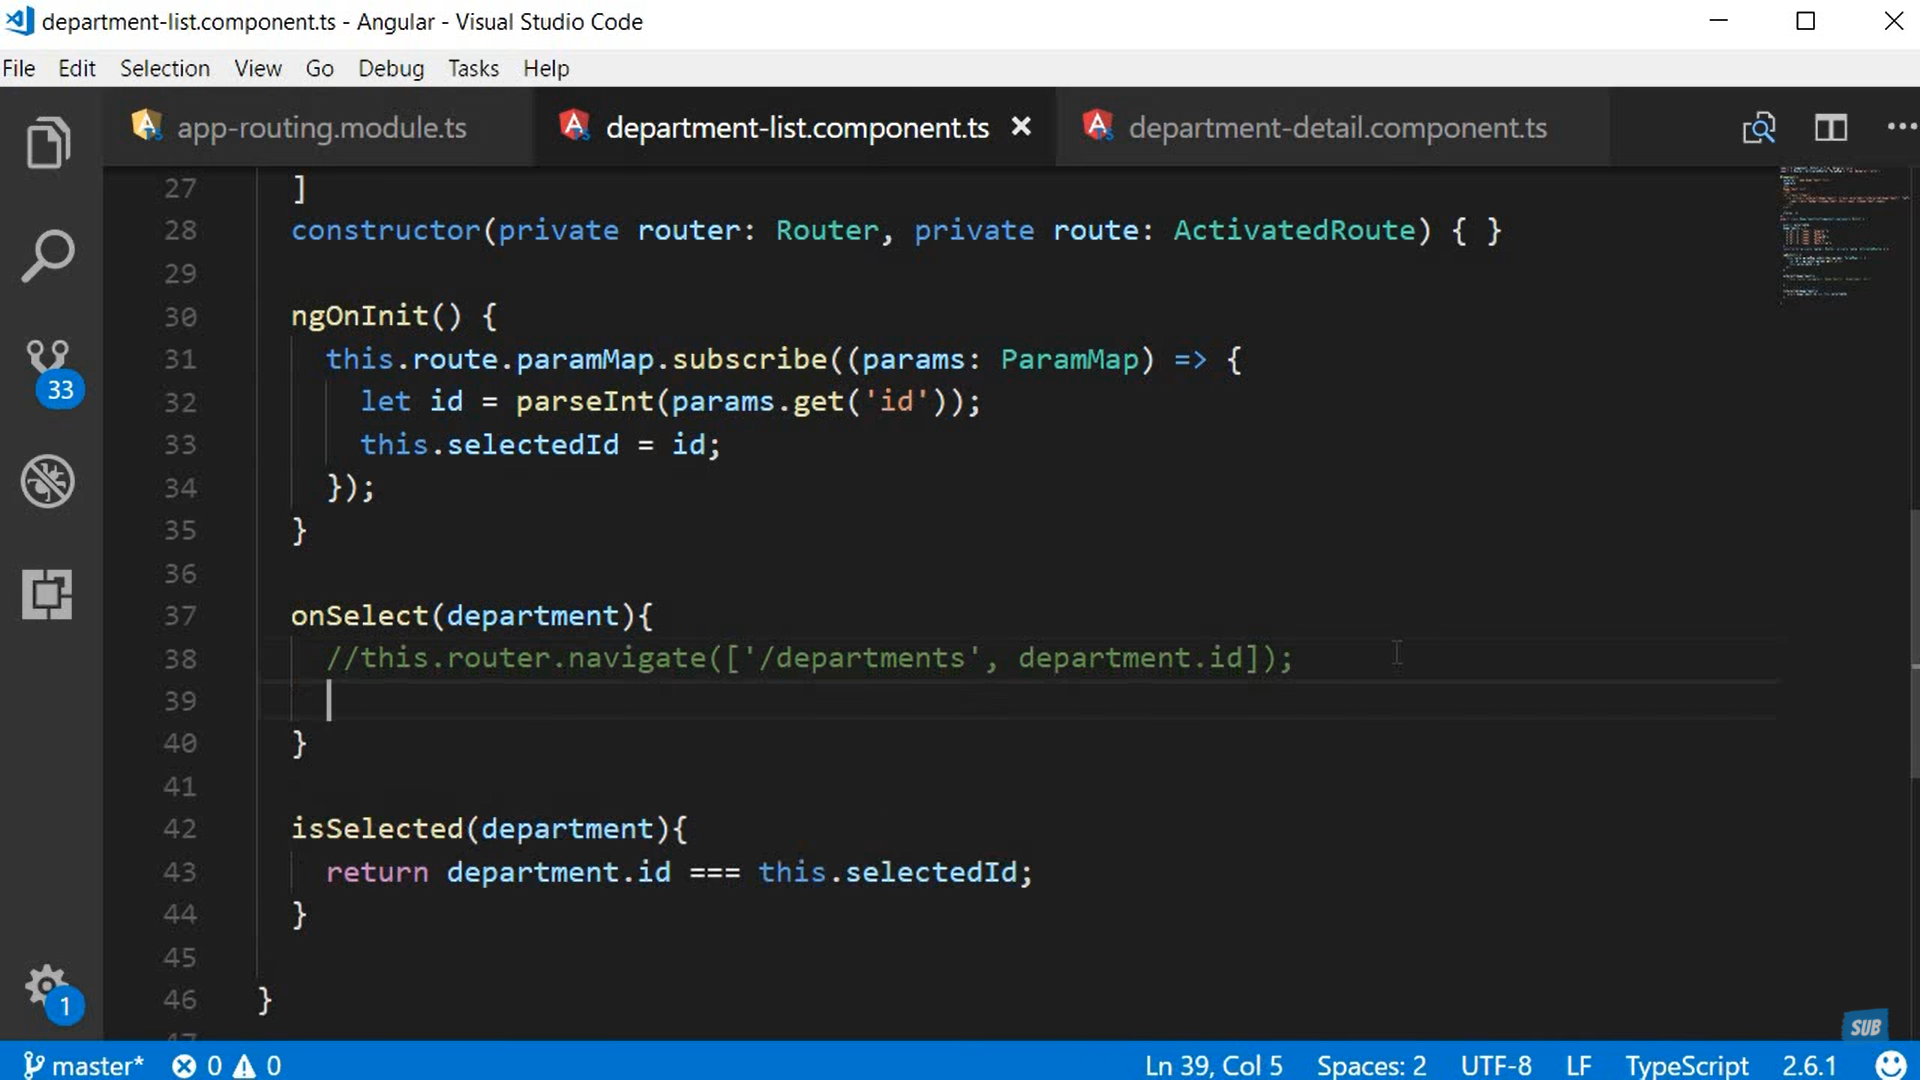 department-list.component.ts - Angular - Visual Studio Code
File Edit Selection View Go Debug Tasks Help
app-routing.module.ts department-list.component.ts department-detail.component.ts
27 ]
28 constructor(private router: Router, private route: ActivatedRoute) { }
29
30 ngOnInit() {
31 this.route.paramMap.subscribe((params: ParamMap) => {
32 let id = parseInt(params.get('id'));
33 this.selectedId = id;
34 });
35 }
36
37 onSelect(department){
38 //this.router.navigate(['/departments', department.id]);
39
40 }
41
42 isSelected(department){
43 return department.id === this.selectedId;
44 }
45
46 }
33
1
SUB
master* 0 0 Ln 39, Col 5 Spaces: 2 UTF-8 LF TypeScript 2.6.1